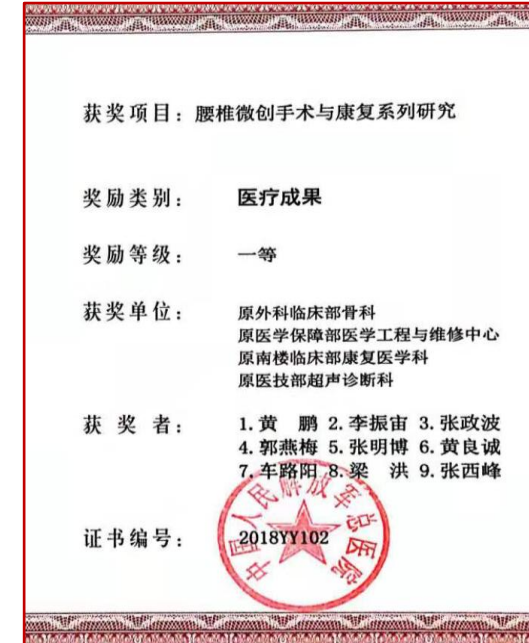 获奖项目：腰椎微创手术与康复系列研究
奖励类别：医疗成果
奖励等级：一等
获奖单位：原外科临床部骨科
原医学保障部医学工程与维修中心
原南楼临床部康复医学科
原医技部超声诊断科
获 奖 者：1.黄　鹏 2.李振宙 3.张政波
4.郭燕梅 5.张明博 6.黄良诚
7.车路阳 8.梁　洪 9.张西峰
中国人民解放军总医院
证书编号：2018YY102